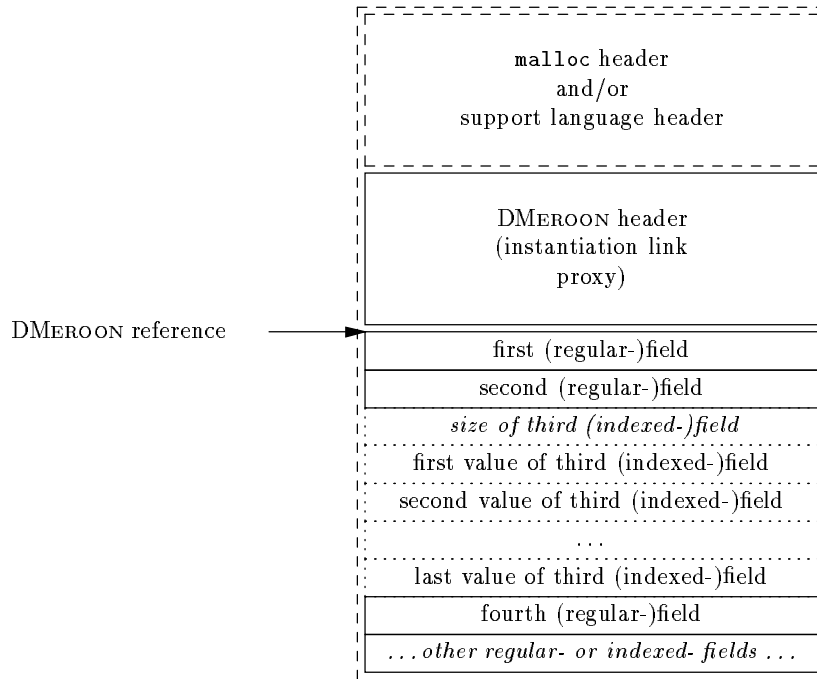 malloc header
and/or
support language header
DMEROON header
(instantiation link
proxy)
DMEROON reference
first (regular-)field
second (regular-)field
size of third (indexed-)field
first value of third (indexed-)field
second value of third (indexed-)field
...
last value of third (indexed-)field
fourth (regular-)field
...other regular- or indexed- fields ...